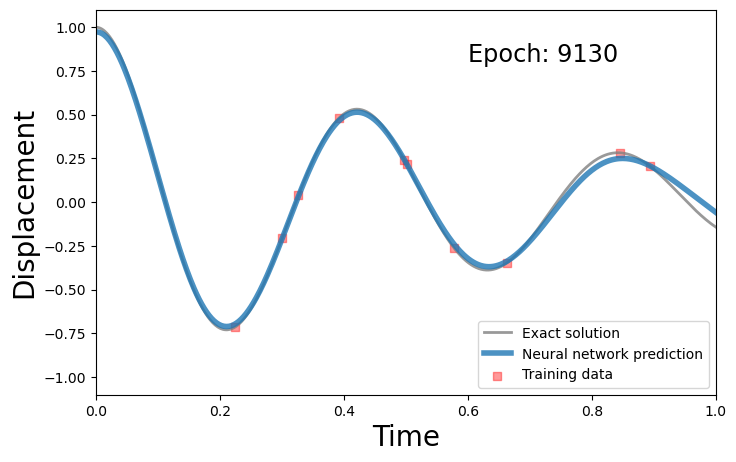 Epoch: 9130
Displacement
1.00
0.75
0.50
0.25
0.00
−0.25
−0.50
−0.75
−1.00
Exact solution
Neural network prediction
Training data
0.0 0.2 0.4 0.6 0.8 1.0
Time